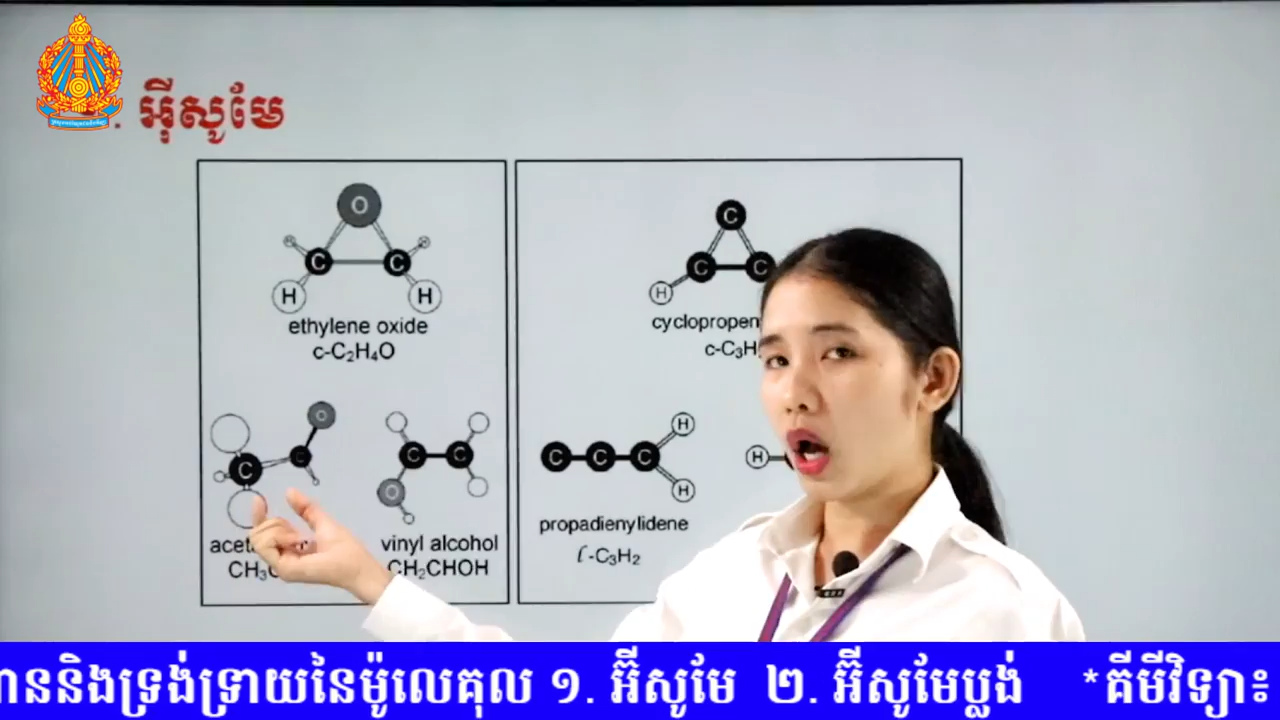 . អ៊ីសូមែ
O
C C
H H
ethylene oxide
c-C₂H₄O
C
C C
H
c-C₃H
O
C C
C C
O
vinyl alcohol
CH₂CHOH
C C C
H
H
propadienylidene
ℓ-C₃H₂
H
CH₃
និងទ្រង់ទ្រាយនៃម៉ូលេគុល ១. អ៊ីសូមែ ២. អ៊ីសូមែប្លង់ *គីមីវិទ្យា៖